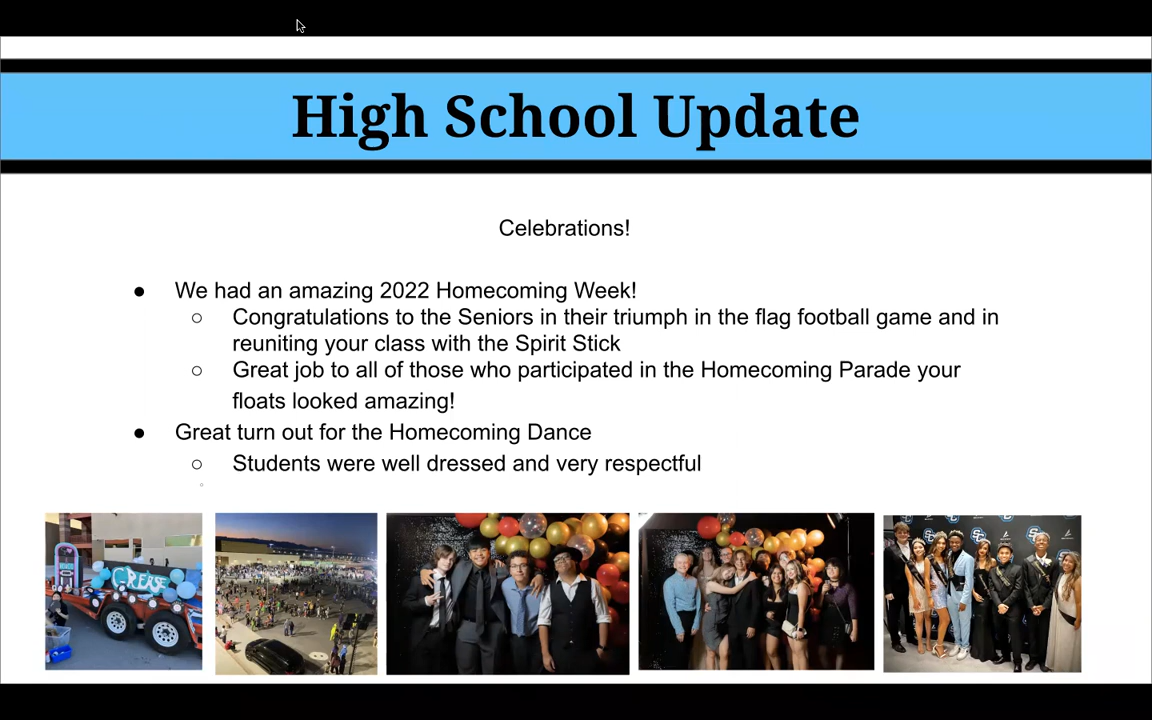 High School Update
Celebrations!
● We had an amazing 2022 Homecoming Week!
○ Congratulations to the Seniors in their triumph in the flag football game and in
reuniting your class with the Spirit Stick
○ Great job to all of those who participated in the Homecoming Parade your
floats looked amazing!
● Great turn out for the Homecoming Dance
○ Students were well dressed and very respectful
GREASE
SC